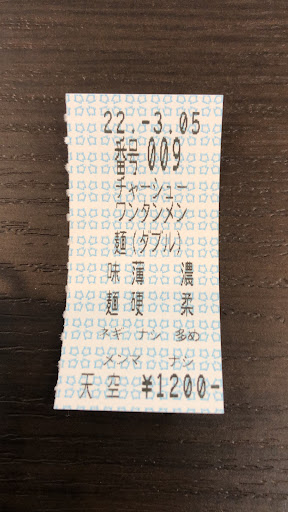 22.-3.05
番号 009
チャーシュー
ワンタンメン
麺(ダブル)
味 薄 濃
麺 硬 柔
ネギ ナシ 多め
メンマ ナシ
天空 ¥1200-